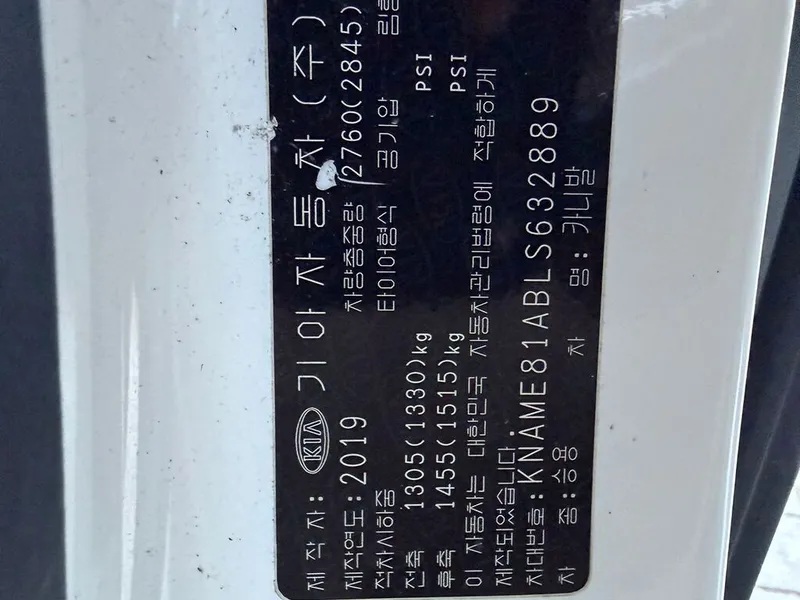 제 작 자: KIA 기아자동차(주)
제작연도: 2019 차량총중량 2760(2845)
적차시하중 타이어형식 공기압
전축 1305(1330)kg PSI
후축 1455(1515)kg PSI
이 자동차는 대한민국 자동차관리법령에 적합하게
제작되었습니다.
차대번호: KNAME81ABLS632889
차 종: 승용 차 명: 카니발